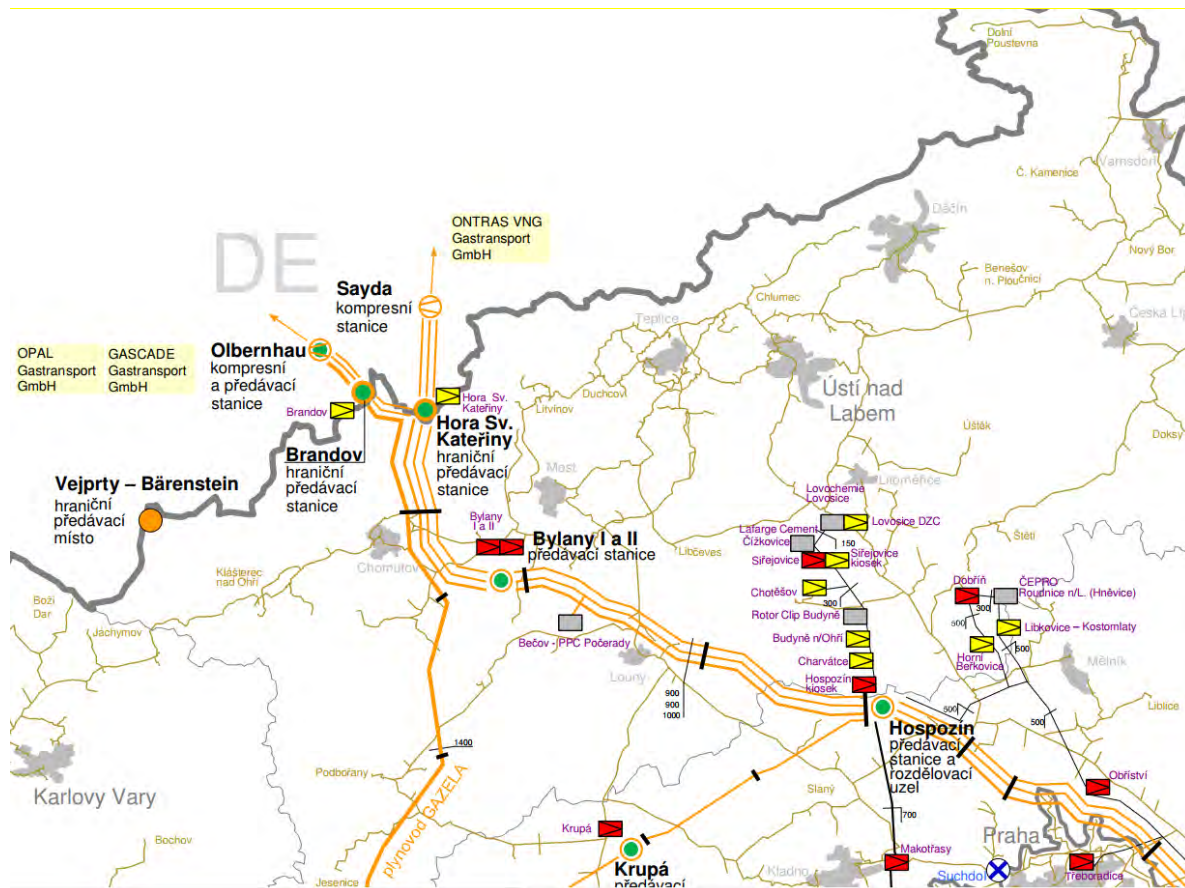 Dolní
Poustevna
Varnsdorf
Č. Kamenice
Děčín
Nový Bor
Benešov
n. Ploučnicí
Chlumec
Česká Líp
DE
ONTRAS VNG
Gastransport
GmbH
Sayda
kompresní
stanice
Teplice
OPAL
Gastransport
GmbH
GASCADE
Gastransport
GmbH
Olbernhau
kompresní
a předávací
stanice
Ústí nad
Labem
Duchcov
Litvínov
Brandov
Hora Sv.
Kateřiny
Hora Sv.
Kateřiny
hraniční
předávací
stanice
Brandov
hraniční
předávací
stanice
Úšták
Doksy
Vejprty – Bärenstein
hraniční
předávací
místo
Most
Litoměřice
Lovochemie
Lovosice
Lovosice DZC
Lafarge Cement
Čížkovice
150
Bylany
I a II
Bylany I a II
předávací stanice
Libčeves
Štětí
Chomutov
Siřejovice
Siřejovice
kiosek
Klášterec
nad Ohří
Chotěšov
300
Dobříň
ČEPRO
Roudnice n/L. (Hněvice)
300
500
Boží
Dar
Jáchymov
Rotor Clip Budyně
Libkovice – Kostomlaty
Bečov - PPC Počerady
Budyně n/Ohří
Horní
Beřkovice
500
Charvátce
Mělník
Louny
Hospozín
kiosek
900
900
1000
500
500
Liblice
Hospozín
předávací
stanice a
rozdělovací
uzel
1400
Podbořany
plynovod GAZELA
Karlovy Vary
Obříství
Slaný
700
Bochov
Krupá
Praha
Krupá
předávací
Kladno
Makotřasy
Suchdol
Třeboradice
Jesenice